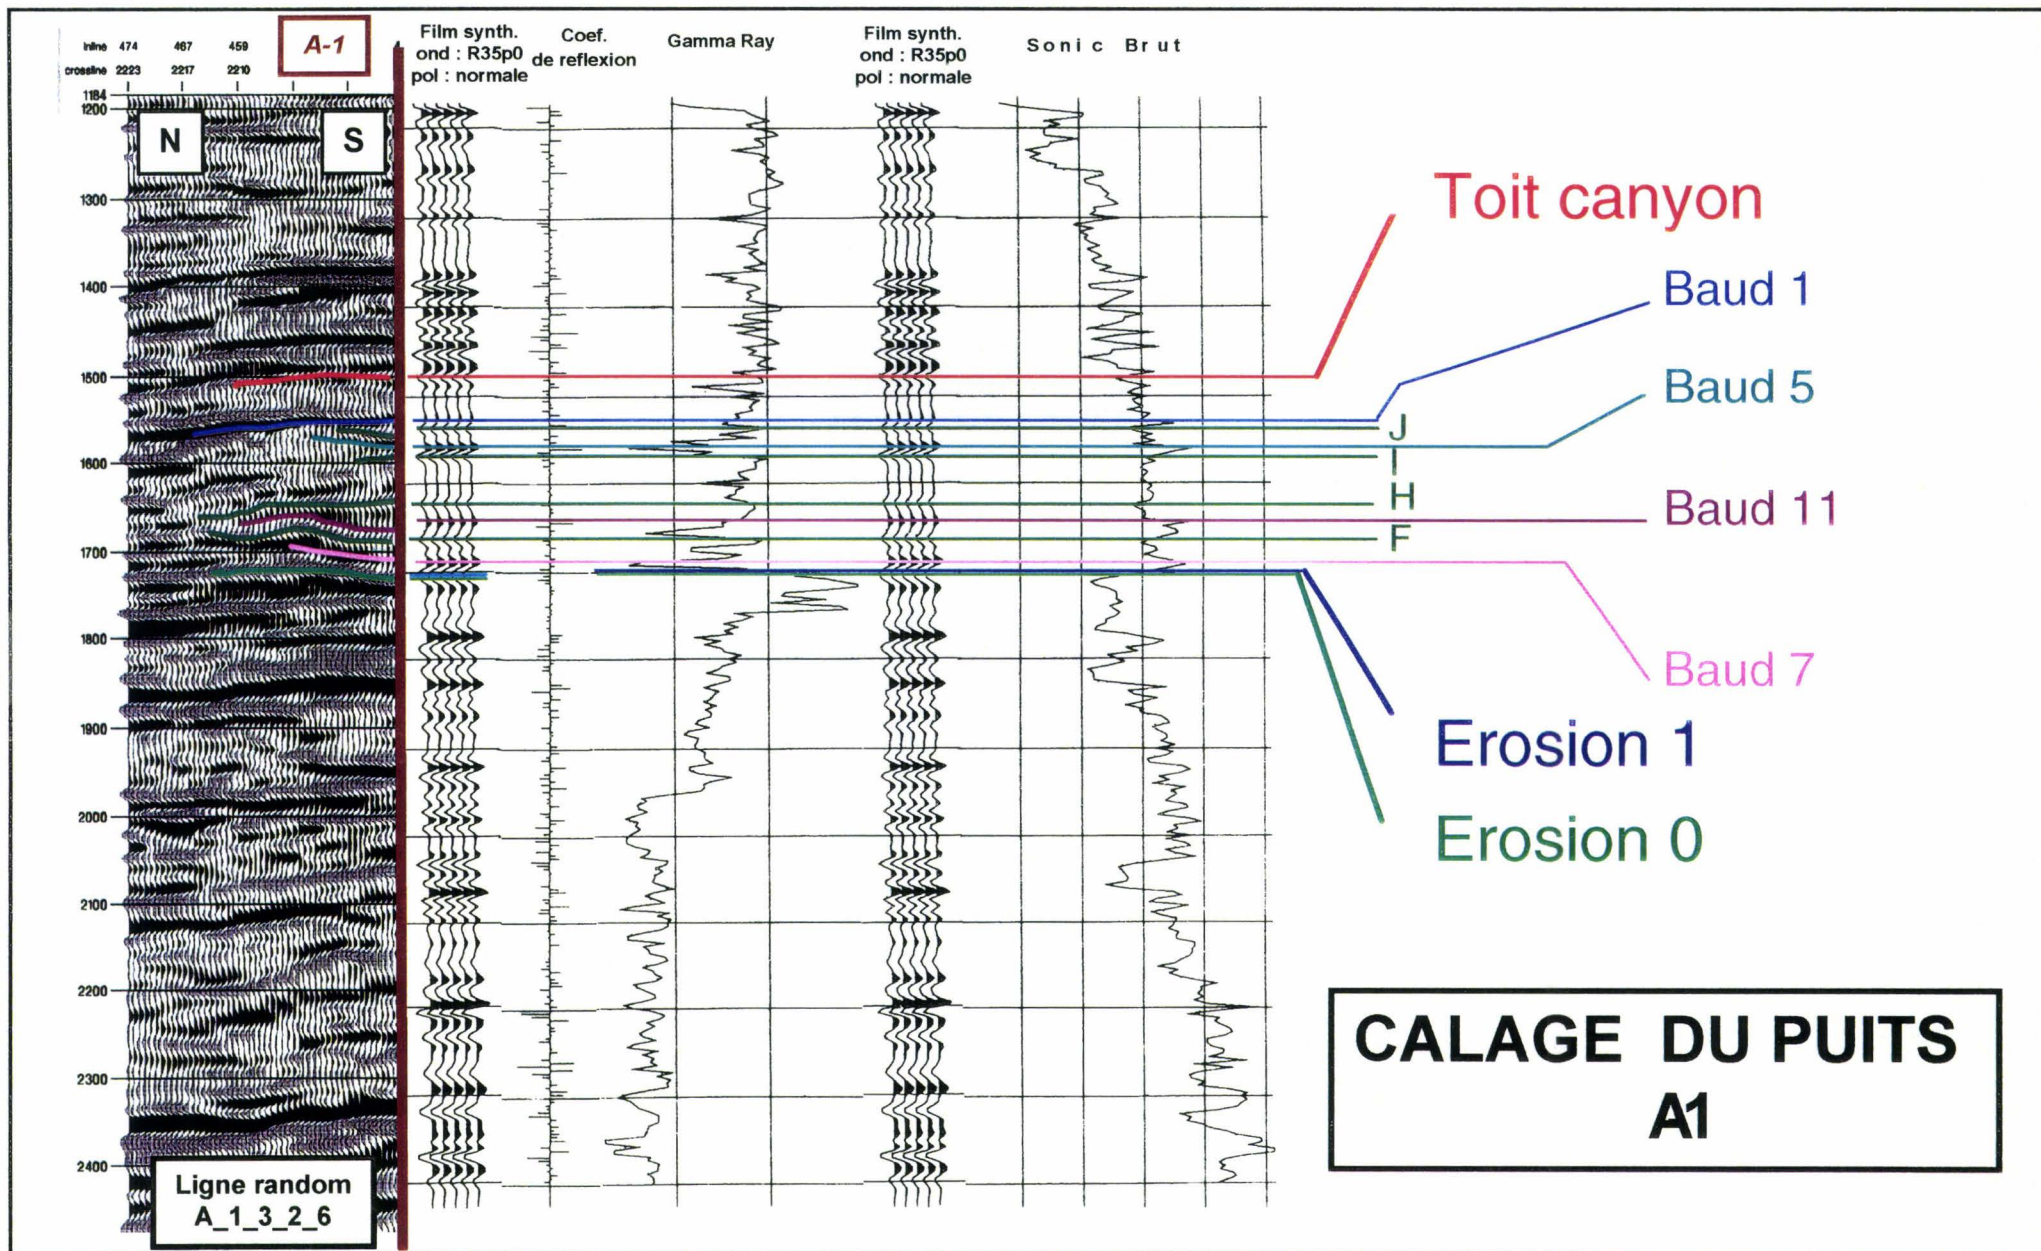 Inline 474 467 459
crossline 2223 2217 2210
A-1
Film synth.
ond : R35p0
pol : normale
Coef.
de reflexion
Gamma Ray
Film synth.
ond : R35p0
pol : normale
Sonic Brut
N
S
1184
1200
1300
1400
1500
1600
1700
1800
1900
2000
2100
2200
2300
2400
Toit canyon
Baud 1
Baud 5
J
I
H
Baud 11
F
Baud 7
Erosion 1
Erosion 0
CALAGE DU PUITS
A1
Ligne random
A_1_3_2_6